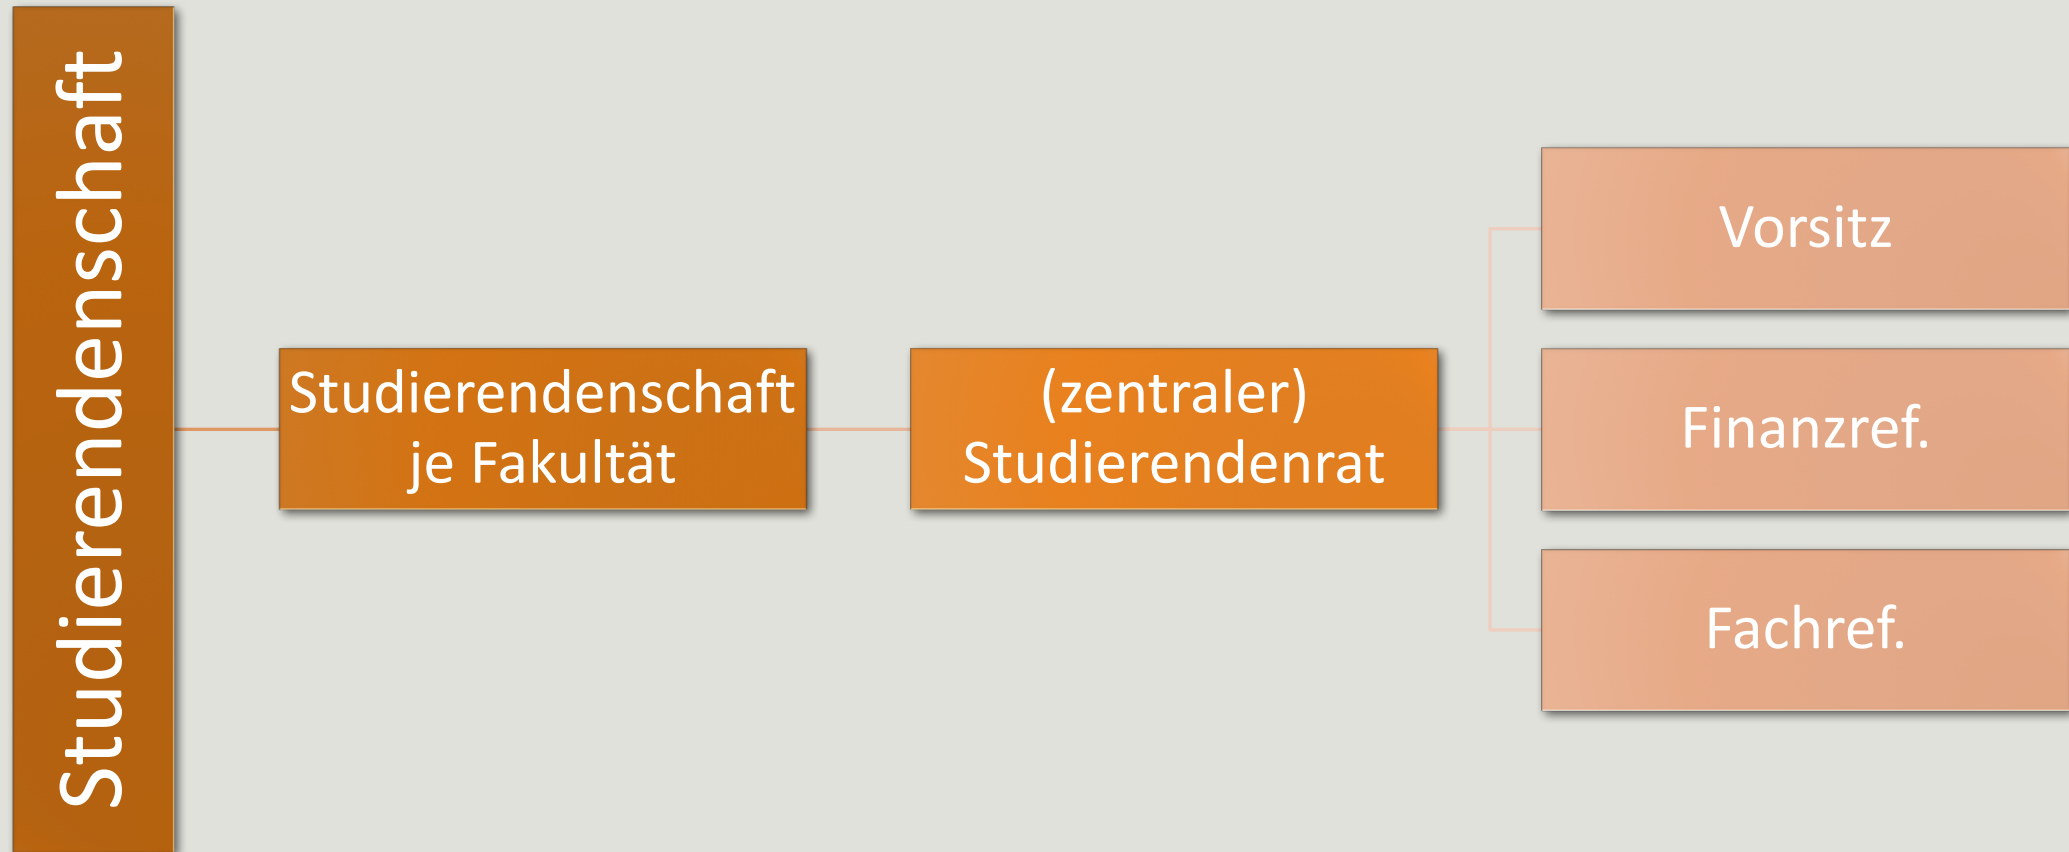 Studierendenschaft
Studierendenschaft
je Fakultät
(zentraler)
Studierendenrat
Vorsitz
Finanzref.
Fachref.